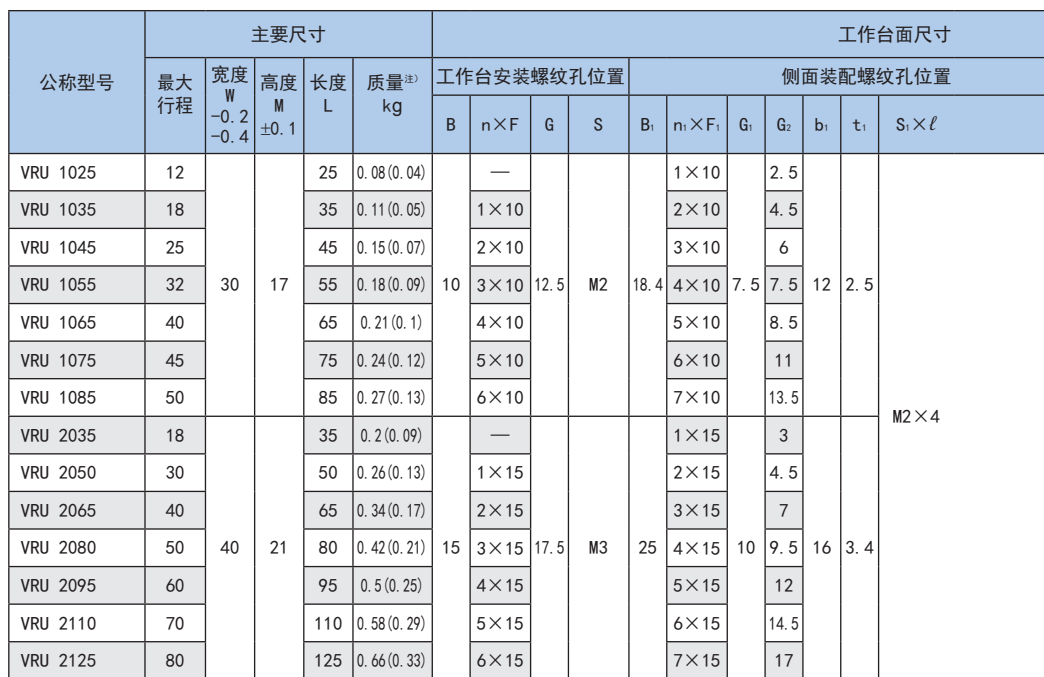 公称型号 主要尺寸 工作台面尺寸
最大行程 宽度 W -0.2 -0.4 高度 M ±0.1 长度 L 质量注) kg 工作台安装螺纹孔位置 侧面装配螺纹孔位置
B n×F G S B₁ n₁×F₁ G₁ G₂ b₁ t₁ S₁×ℓ
VRU 1025 12 25 0.08(0.04) — 1×10 2.5
VRU 1035 18 35 0.11(0.05) 1×10 2×10 4.5
VRU 1045 25 45 0.15(0.07) 2×10 3×10 6
VRU 1055 32 30 17 55 0.18(0.09) 10 3×10 12.5 M2 18.4 4×10 7.5 7.5 12 2.5
VRU 1065 40 65 0.21(0.1) 4×10 5×10 8.5
VRU 1075 45 75 0.24(0.12) 5×10 6×10 11
VRU 1085 50 85 0.27(0.13) 6×10 7×10 13.5
M2×4
VRU 2035 18 35 0.2(0.09) — 1×15 3
VRU 2050 30 50 0.26(0.13) 1×15 2×15 4.5
VRU 2065 40 65 0.34(0.17) 2×15 3×15 7
VRU 2080 50 40 21 80 0.42(0.21) 15 3×15 17.5 M3 25 4×15 10 9.5 16 3.4
VRU 2095 60 95 0.5(0.25) 4×15 5×15 12
VRU 2110 70 110 0.58(0.29) 5×15 6×15 14.5
VRU 2125 80 125 0.66(0.33) 6×15 7×15 17